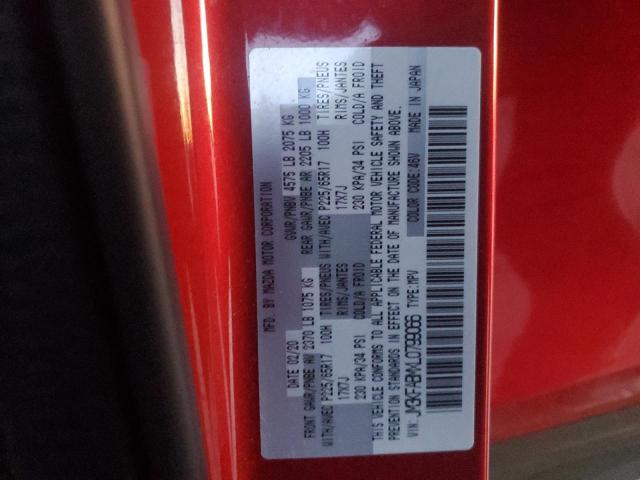 MFD. BY MAZDA MOTOR CORPORATION
DATE 02/20 GVWR/PNBV 4575 LB 2075 KG
FRONT GAWR/PNBE AV 2370 LB 1075 KG REAR GAWR/PNBE AR 2205 LB 1000 KG
WITH/AVEC P225/65R17 100H TIRES/PNEUS WITH/AVEC P225/65R17 100H TIRES/PNEUS
17X7J RIMS/JANTES 17X7J RIMS/JANTES
230 KPA/34 PSI COLD/A FROID 230 KPA/34 PSI COLD/A FROID
THIS VEHICLE CONFORMS TO ALL APPLICABLE FEDERAL MOTOR VEHICLE SAFETY AND THEFT
PREVENTION STANDARDS IN EFFECT ON THE DATE OF MANUFACTURE SHOWN ABOVE.
VIN: JM3KFABM4L0799066 TYPE:MPV COLOR CODE:46V MADE IN JAPAN